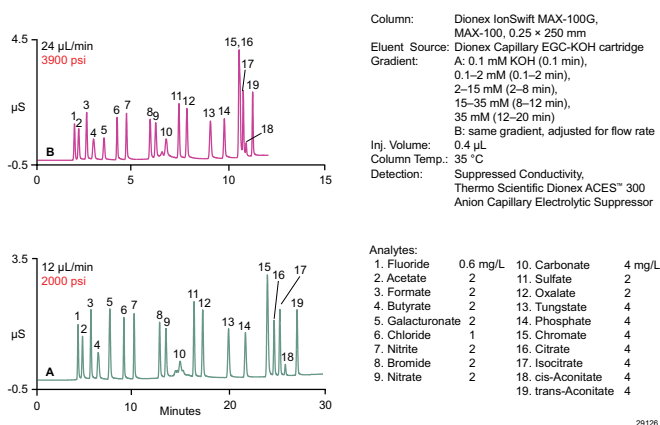 4.5
24 µL/min
3900 psi
µS
-0.5
B
1
2
3
4
5
6
7
8
9
10
11
12
13
14
15,16
17
18
19
0
5
10
15
3.5
12 µL/min
2000 psi
µS
-0.5
A
1
2
3
4
5
6
7
8
9
10
11
12
13
14
15
16
17
18
19
0
10
20
30
Minutes
Column: Dionex IonSwift MAX-100G,
MAX-100, 0.25 × 250 mm
Eluent Source: Dionex Capillary EGC-KOH cartridge
Gradient: A: 0.1 mM KOH (0.1 min),
0.1–2 mM (0.1–2 min),
2–15 mM (2–8 min),
15–35 mM (8–12 min),
35 mM (12–20 min)
B: same gradient, adjusted for flow rate
Inj. Volume: 0.4 µL
Column Temp.: 35 °C
Detection: Suppressed Conductivity,
Thermo Scientific Dionex ACES™ 300
Anion Capillary Electrolytic Suppressor
Analytes:
1. Fluoride 0.6 mg/L 10. Carbonate 4 mg/L
2. Acetate 2 11. Sulfate 2
3. Formate 2 12. Oxalate 2
4. Butyrate 2 13. Tungstate 4
5. Galacturonate 2 14. Phosphate 4
6. Chloride 1 15. Chromate 4
7. Nitrite 2 16. Citrate 4
8. Bromide 2 17. Isocitrate 4
9. Nitrate 2 18. cis-Aconitate 4
19. trans-Aconitate 4
29126